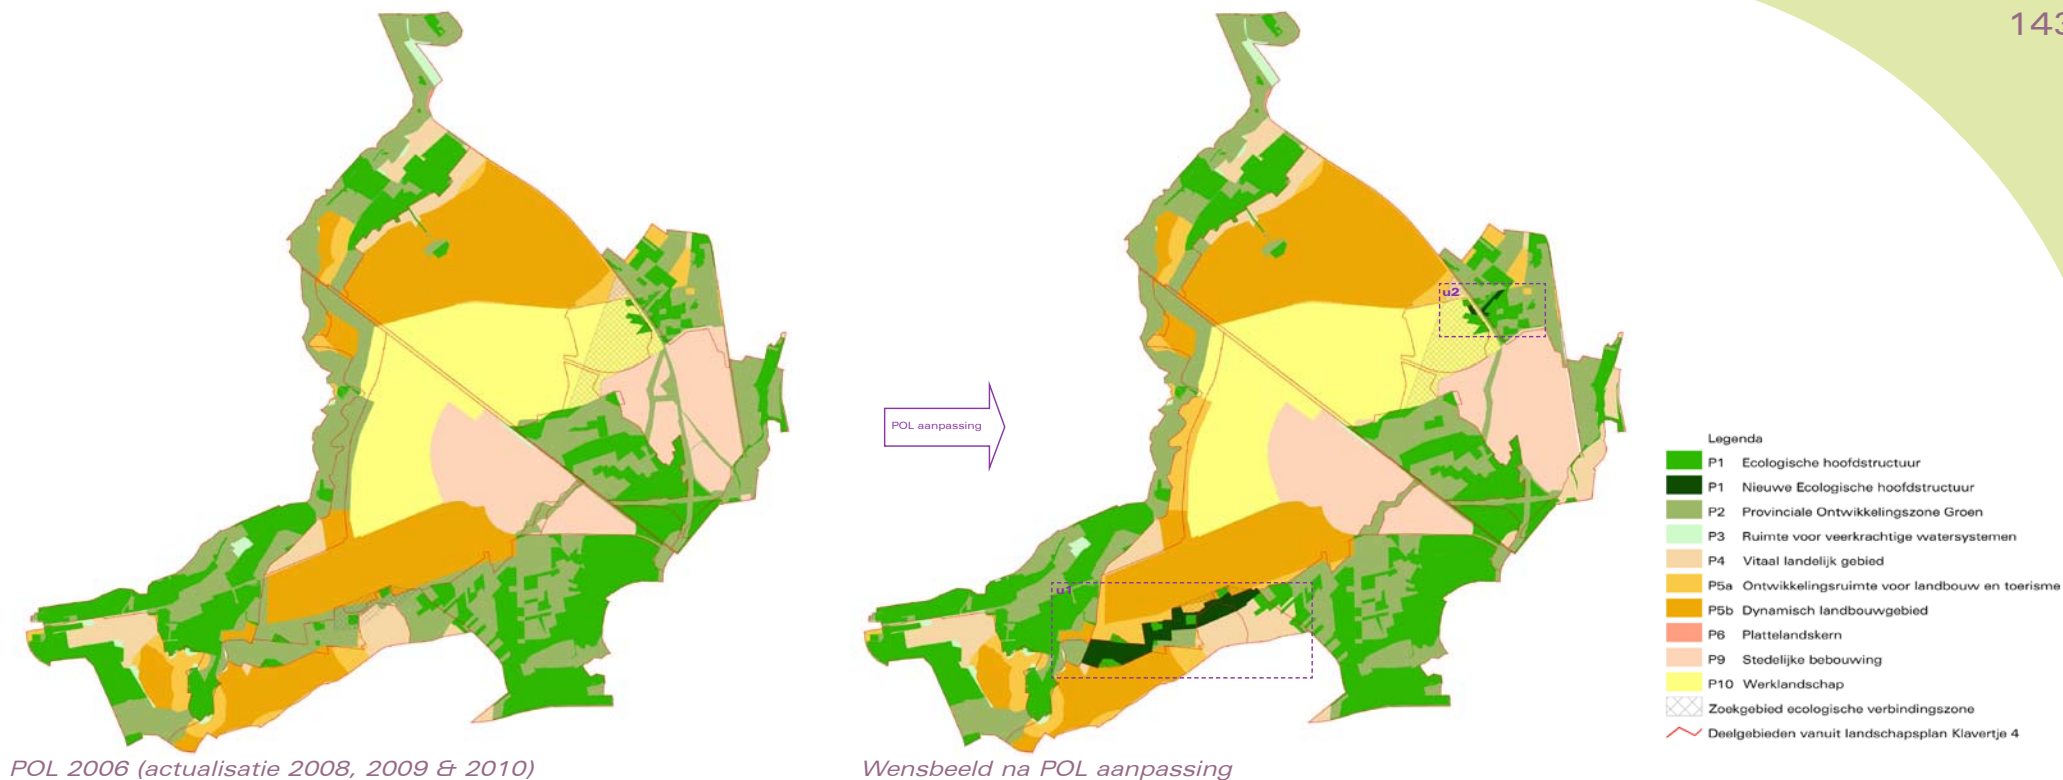 143
u2
POL aanpassing
u1
Legenda
P1 Ecologische hoofdstructuur
P1 Nieuwe Ecologische hoofdstructuur
P2 Provinciale Ontwikkelingszone Groen
P3 Ruimte voor veerkrachtige watersystemen
P4 Vitaal landelijk gebied
P5a Ontwikkelingsruimte voor landbouw en toerisme
P5b Dynamisch landbouwgebied
P6 Plattelandskern
P9 Stedelijke bebouwing
P10 Werklandschap
Zoekgebied ecologische verbindingszone
Deelgebieden vanuit landschapsplan Klavertje 4
POL 2006 (actualisatie 2008, 2009 & 2010)
Wensbeeld na POL aanpassing